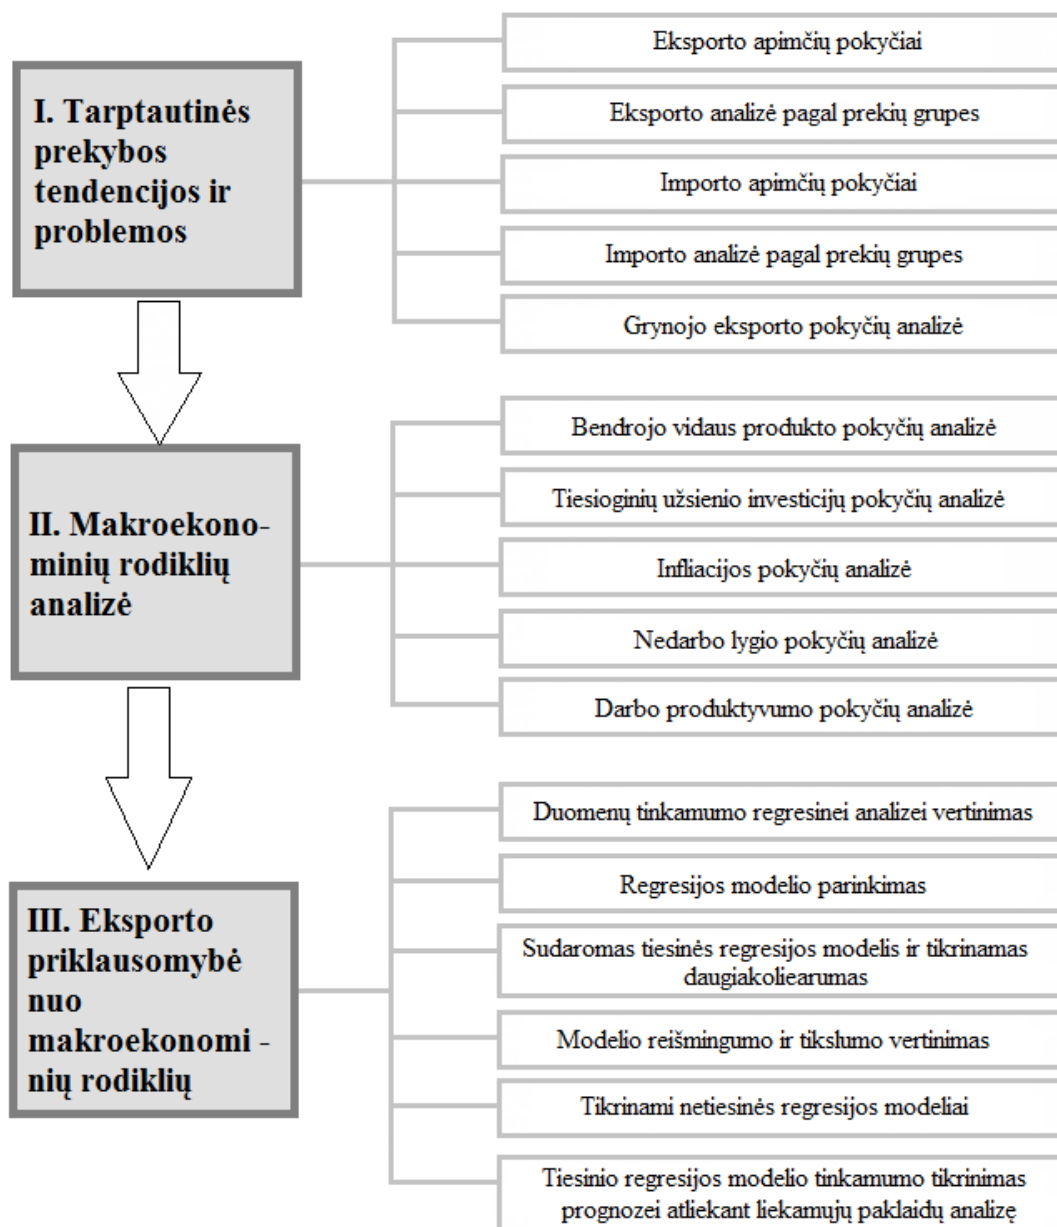 I. Tarptautinės
prekybos
tendencijos ir
problemos
Eksporto apimčių pokyčiai
Eksporto analizė pagal prekių grupes
Importo apimčių pokyčiai
Importo analizė pagal prekių grupes
Grynojo eksporto pokyčių analizė
II. Makroekono-
minių rodiklių
analizė
Bendrojo vidaus produkto pokyčių analizė
Tiesioginių užsienio investicijų pokyčių analizė
Infliacijos pokyčių analizė
Nedarbo lygio pokyčių analizė
Darbo produktyvumo pokyčių analizė
III. Eksporto
priklausomybė
nuo
makroekonomi -
nių rodiklių
Duomenų tinkamumo regresinei analizei vertinimas
Regresijos modelio parinkimas
Sudaromas tiesinės regresijos modelis ir tikrinamas
daugiakoliearumas
Modelio reišmingumo ir tikslumo vertinimas
Tikrinami netiesinės regresijos modeliai
Tiesinio regresijos modelio tinkamumo tikrinimas
prognozei atliekant liekamųjų paklaidų analizę